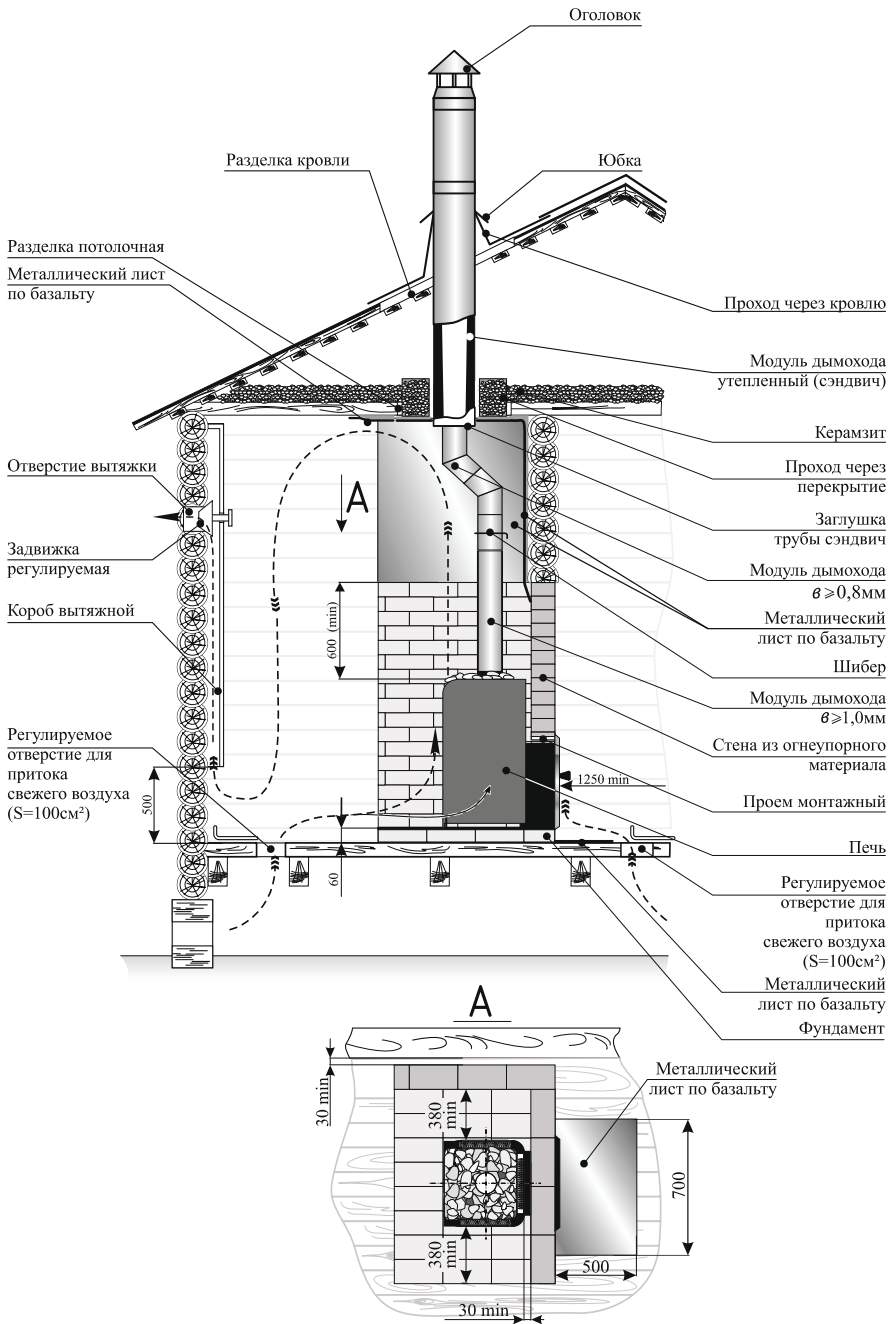 Оголовок
Разделка кровли
Юбка
Разделка потолочная
Металлический лист
по базальту
Проход через кровлю
Модуль дымохода
утепленный (сэндвич)
Керамзит
Отверстие вытяжки
Проход через
перекрытие
А
Заглушка
трубы сэндвич
Задвижка
регулируемая
Модуль дымохода
в⩾0,8мм
Короб вытяжной
Металлический
лист по базальту
600 (min)
Шибер
Модуль дымохода
в⩾1,0мм
Регулируемое
отверстие для
притока
свежего воздуха
(S=100см²)
Стена из огнеупорного
материала
500
1250 min
Проем монтажный
Печь
60
Регулируемое
отверстие для
притока
свежего воздуха
(S=100см²)
Металлический
лист по базальту
Фундамент
А
Металлический
лист по базальту
30 min
380
min
700
380
min
500
30 min